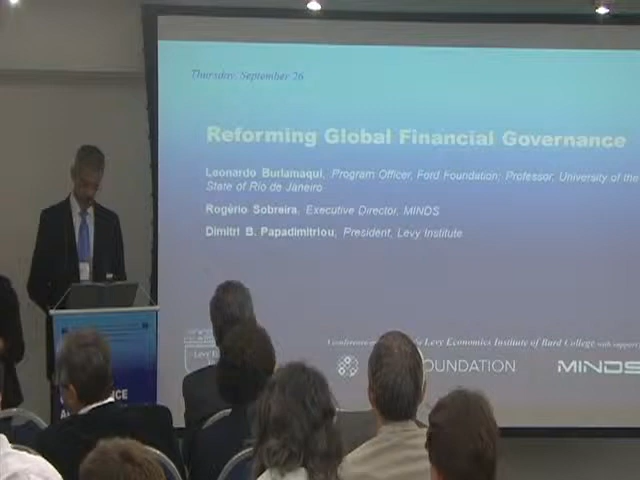 Thursday, September 26
Reforming Global Financial Governance
Leonardo Burlamaqui, Program Officer, Ford Foundation; Professor, University of the
State of Rio de Janeiro
Rogério Sobreira, Executive Director, MINDS
Dimitri B. Papadimitriou, President, Levy Institute
Levy Economics Institute of Bard College with support
Levy
OUNDATION
MINDS